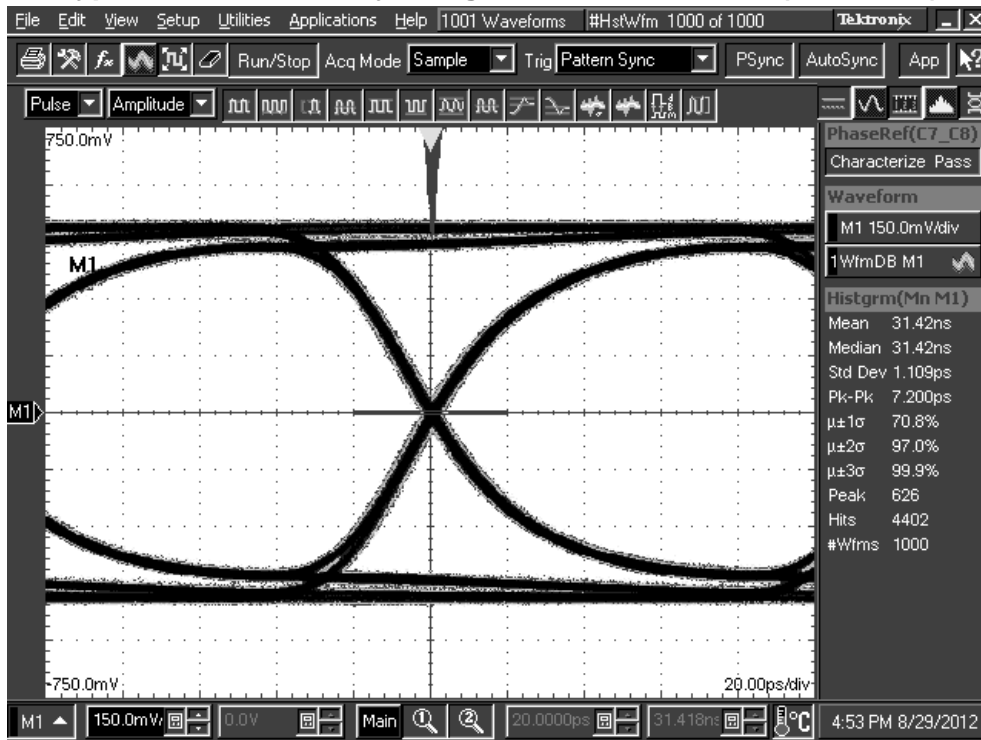 File Edit View Setup Utilities Applications Help 1001 Waveforms #HstWfm 1000 of 1000 Tektronix
Run/Stop Acq Mode Sample Trig Pattern Sync PSync AutoSync App
Pulse Amplitude
750.0mV
PhaseRef(C7_C8)
Characterize Pass
Waveform
M1 150.0mV/div
1WfmDB M1
M1
Histgrm(Mn M1)
Mean 31.42ns
Median 31.42ns
Std Dev 1.109ps
Pk-Pk 7.200ps
M1
μ±1σ 70.8%
μ±2σ 97.0%
μ±3σ 99.9%
Peak 626
Hits 4402
#Wfms 1000
-750.0mV 20.00ps/div
M1 150.0mV/ 0.0V Main 1 2 20.0000ps 31.418ns °C 4:53 PM 8/29/2012